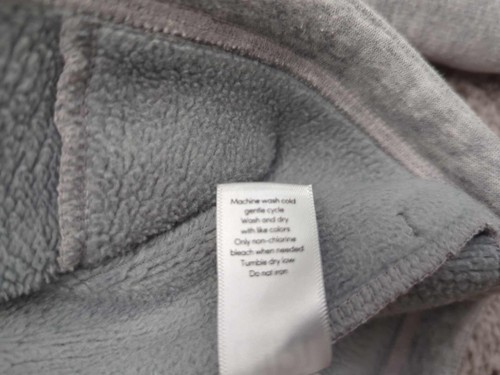 Machine wash cold
gentle cycle
Wash and dry
with like colors
Only non-chlorine
bleach when needed
Tumble dry low
Do not iron